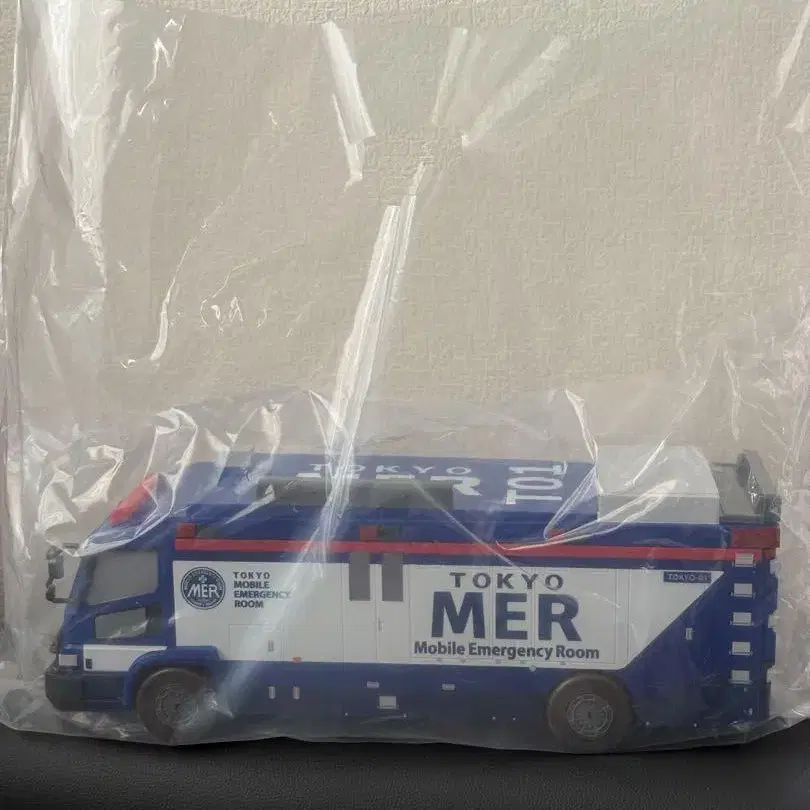 TOKYO
MER
T01
MER
TOKYO
MOBILE
EMERGENCY
ROOM
TOKYO
MER
Mobile Emergency Room
TOKYO-01